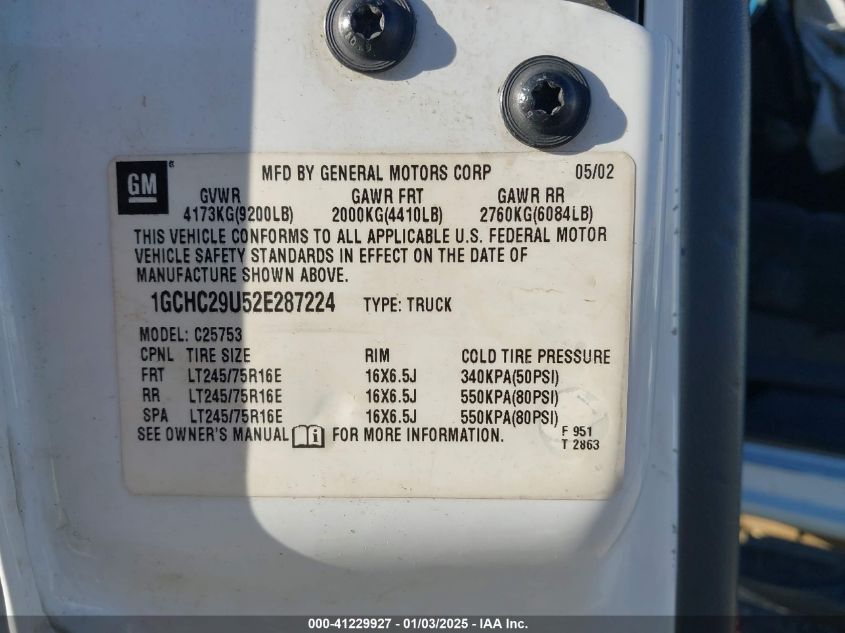 GM ®
MFD BY GENERAL MOTORS CORP 05/02
GVWR GAWR FRT GAWR RR
4173KG(9200LB) 2000KG(4410LB) 2760KG(6084LB)
THIS VEHICLE CONFORMS TO ALL APPLICABLE U.S. FEDERAL MOTOR
VEHICLE SAFETY STANDARDS IN EFFECT ON THE DATE OF
MANUFACTURE SHOWN ABOVE.
1GCHC29U52E287224 TYPE: TRUCK
MODEL: C25753
CPNL TIRE SIZE RIM COLD TIRE PRESSURE
FRT LT245/75R16E 16X6.5J 340KPA(50PSI)
RR LT245/75R16E 16X6.5J 550KPA(80PSI)
SPA LT245/75R16E 16X6.5J 550KPA(80PSI)
SEE OWNER'S MANUAL i FOR MORE INFORMATION.
F 951
T 2863
000-41229927 - 01/03/2025 - IAA Inc.